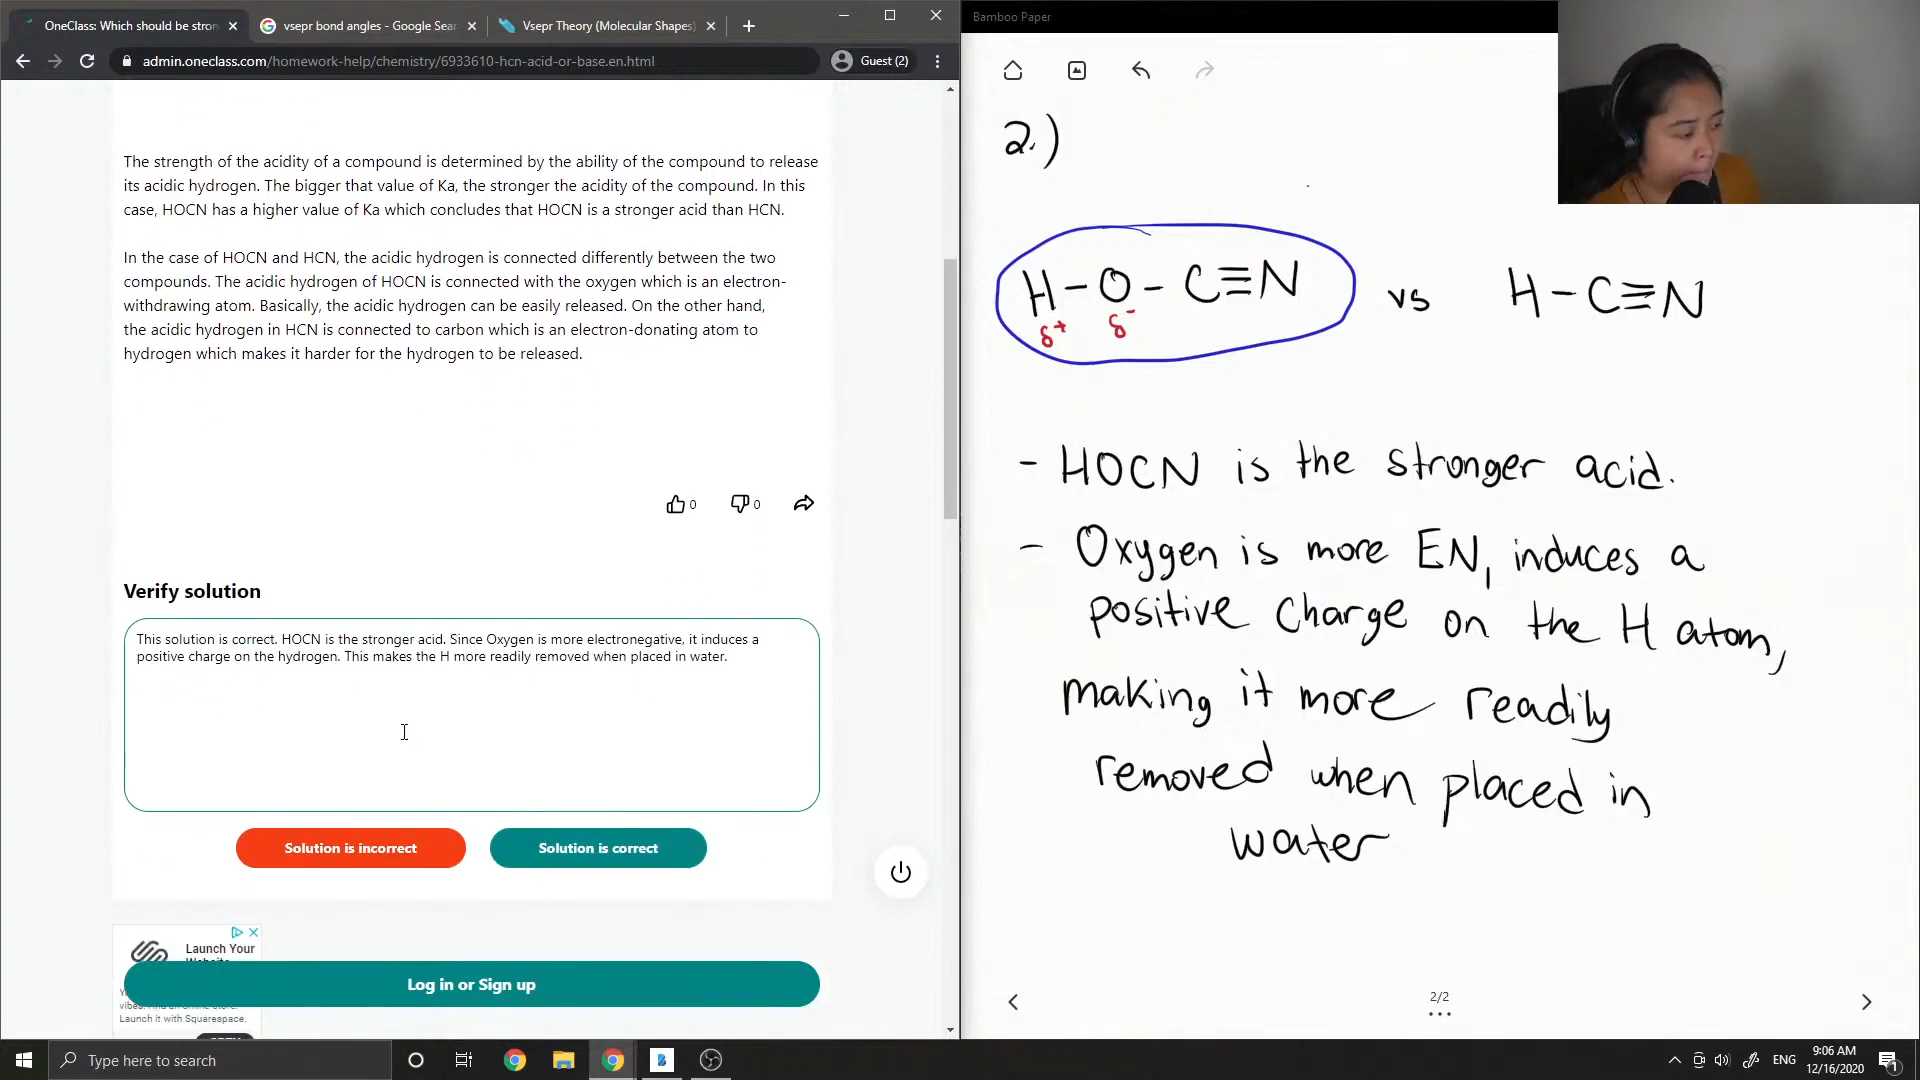 OneClass: Which should be stron
vsepr bond angles - Google Sear
Vsepr Theory (Molecular Shapes)
admin.oneclass.com/homework-help/chemistry/6933610-hcn-acid-or-base.en.html
Guest (2)
The strength of the acidity of a compound is determined by the ability of the compound to release
its acidic hydrogen. The bigger that value of Ka, the stronger the acidity of the compound. In this
case, HOCN has a higher value of Ka which concludes that HOCN is a stronger acid than HCN.
In the case of HOCN and HCN, the acidic hydrogen is connected differently between the two
compounds. The acidic hydrogen of HOCN is connected with the oxygen which is an electron-
withdrawing atom. Basically, the acidic hydrogen can be easily released. On the other hand,
the acidic hydrogen in HCN is connected to carbon which is an electron-donating atom to
hydrogen which makes it harder for the hydrogen to be released.
0
0
Verify solution
This solution is correct. HOCN is the stronger acid. Since Oxygen is more electronegative, it induces a
positive charge on the hydrogen. This makes the H more readily removed when placed in water.
Solution is incorrect
Solution is correct
Launch Your
Log in or Sign up
Launch it with Squarespace.
Bamboo Paper
2.)
H-O-C≡N vs H-C≡N
δ+ δ-
- HOCN is the stronger acid.
- Oxygen is more EN, induces a
positive charge on the H atom,
making it more readily
removed when placed in
water
2/2
Type here to search
ENG
9:06 AM
12/16/2020
1